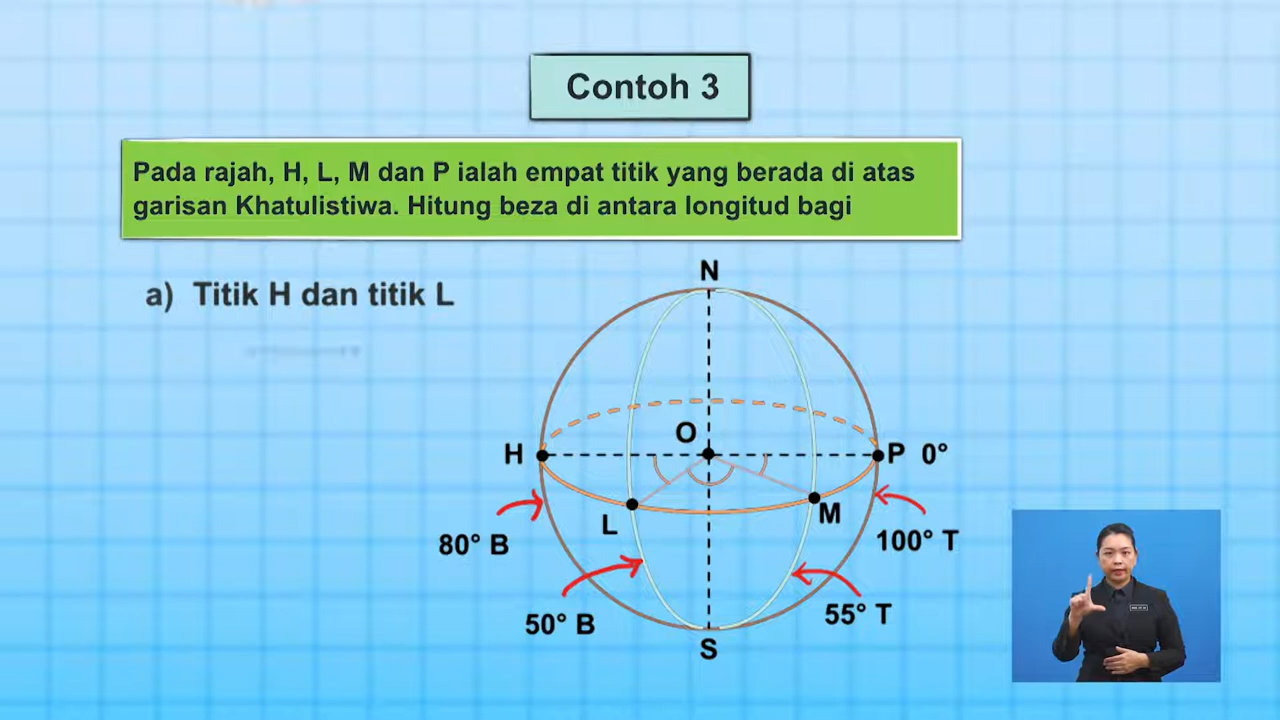 Contoh 3
Pada rajah, H, L, M dan P ialah empat titik yang berada di atas
garisan Khatulistiwa. Hitung beza di antara longitud bagi
a) Titik H dan titik L
N
O
H
P 0°
L
M
80° B
100° T
50° B
55° T
S